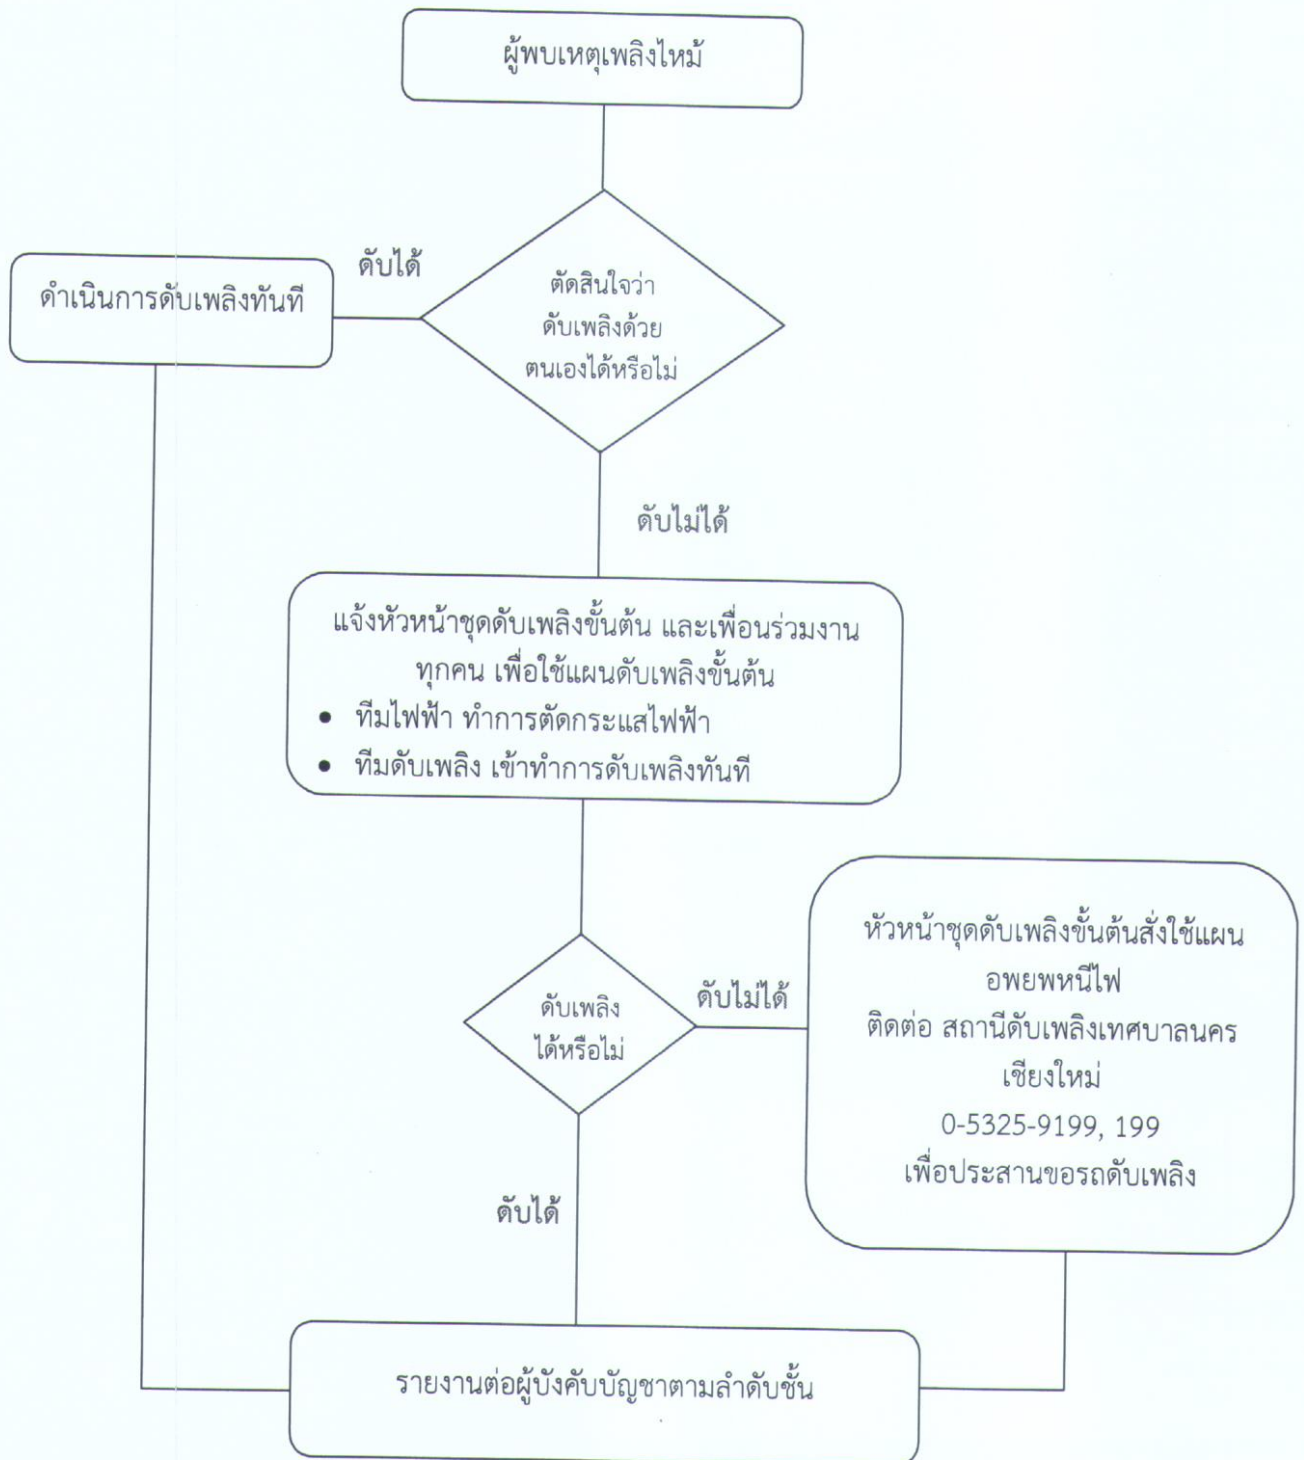 ผู้พบเหตุเพลิงไหม้
ดับได้
ดำเนินการดับเพลิงทันที
ตัดสินใจว่า
ดับเพลิงด้วย
ตนเองได้หรือไม่
ดับไม่ได้
แจ้งหัวหน้าชุดดับเพลิงขั้นต้น และเพื่อนร่วมงาน
ทุกคน เพื่อใช้แผนดับเพลิงขั้นต้น
• ทีมไฟฟ้า ทำการตัดกระแสไฟฟ้า
• ทีมดับเพลิง เข้าทำการดับเพลิงทันที
ดับเพลิง
ได้หรือไม่
ดับไม่ได้
หัวหน้าชุดดับเพลิงขั้นต้นสั่งใช้แผน
อพยพหนีไฟ
ติดต่อ สถานีดับเพลิงเทศบาลนคร
เชียงใหม่
0-5325-9199, 199
เพื่อประสานขอรถดับเพลิง
ดับได้
รายงานต่อผู้บังคับบัญชาตามลำดับชั้น